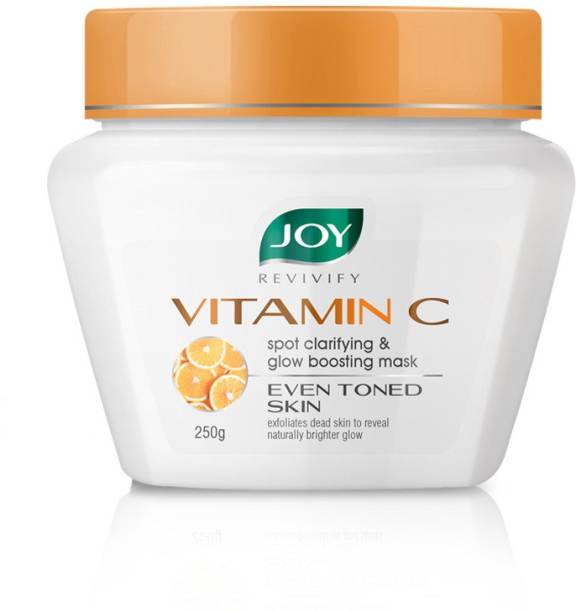 JOY
REVIVIFY
VITAMIN C
spot clarifying &
glow boosting mask
EVEN TONED
SKIN
exfoliates dead skin to reveal
naturally brighter glow
250g